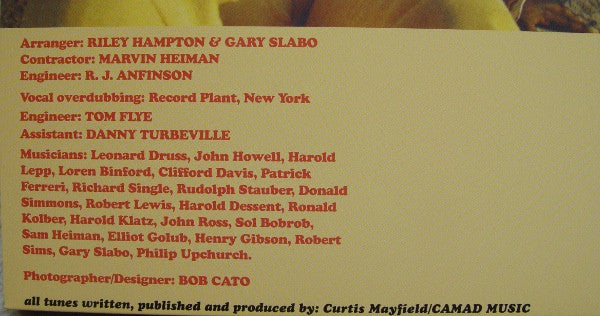 Arranger: RILEY HAMPTON & GARY SLABO
Contractor: MARVIN HEIMAN
Engineer: R. J. ANFINSON
Vocal overdubbing: Record Plant, New York
Engineer: TOM FLYE
Assistant: DANNY TURBEVILLE
Musicians: Leonard Druss, John Howell, Harold
Lepp, Loren Binford, Clifford Davis, Patrick
Ferreri, Richard Single, Rudolph Stauber, Donald
Simmons, Robert Lewis, Harold Dessent, Ronald
Kolber, Harold Klatz, John Ross, Sol Bobrob,
Sam Heiman, Elliot Golub, Henry Gibson, Robert
Sims, Gary Slabo, Philip Upchurch.
Photographer/Designer: BOB CATO
all tunes written, published and produced by: Curtis Mayfield/CAMAD MUSIC